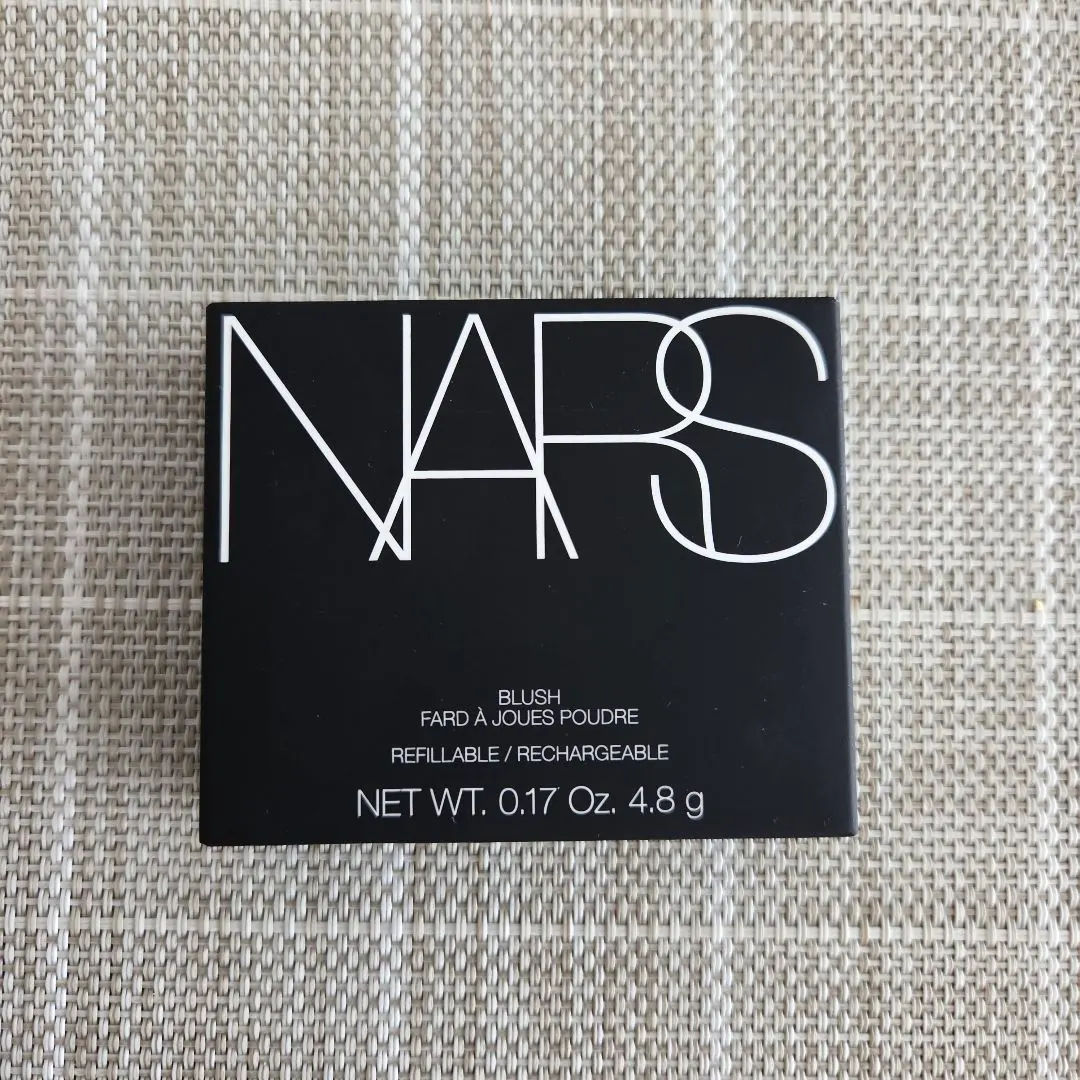 NARS
BLUSH
FARD À JOUES POUDRE
REFILLABLE / RECHARGEABLE
NET WT. 0.17 Oz. 4.8 g